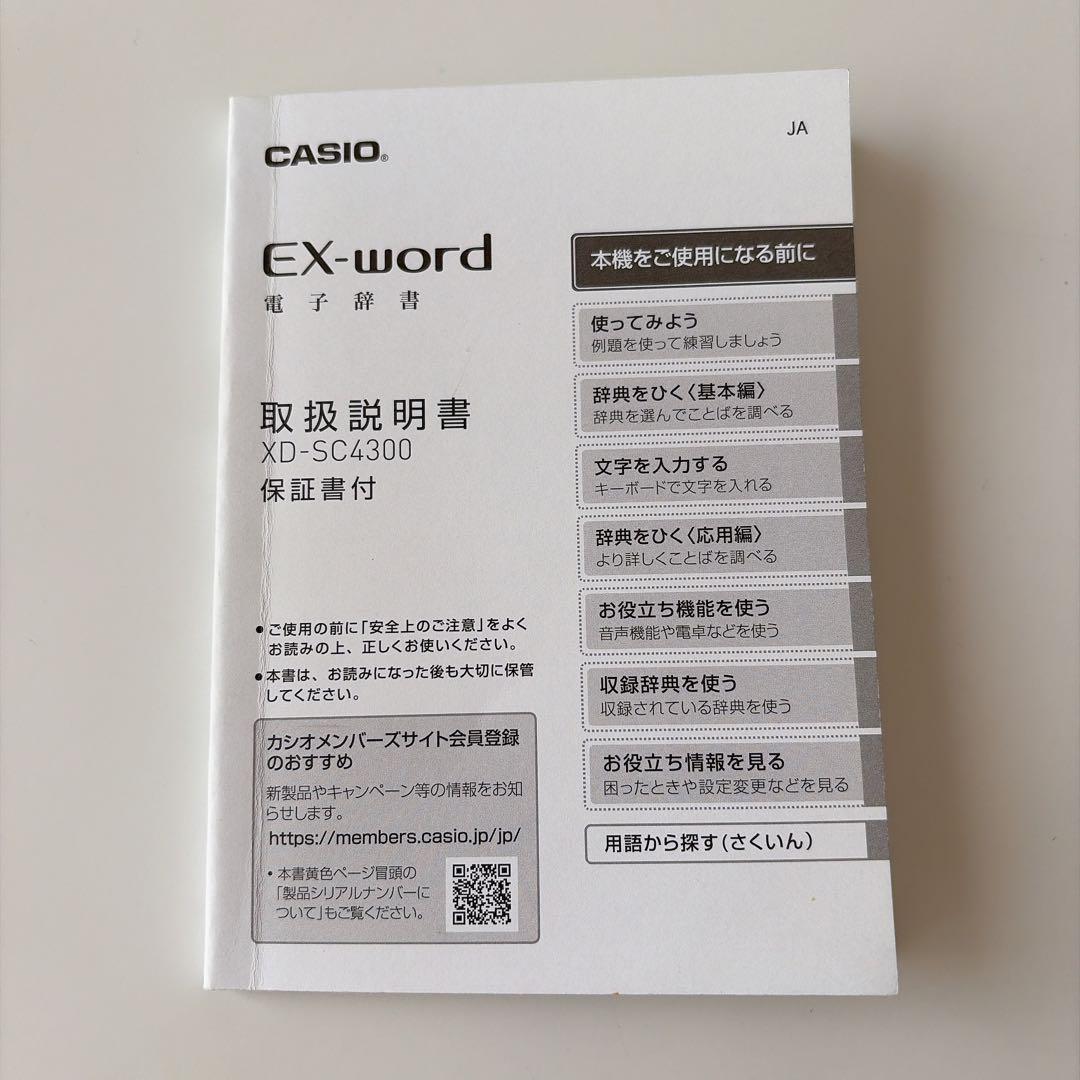 CASIO®
JA
EX-word
電子辞書
取扱説明書
XD-SC4300
保証書付
• ご使用の前に「安全上のご注意」をよく
お読みの上、正しくお使いください。
• 本書は、お読みになった後も大切に保管
してください。
カシオメンバーズサイト会員登録
のおすすめ
新製品やキャンペーン等の情報をお知
らせします。
https://members.casio.jp/jp/
• 本書黄色ページ冒頭の
「製品シリアルナンバーに
ついて」もご覧ください。
本機をご使用になる前に
使ってみよう
例題を使って練習しましょう
辞典をひく〈基本編〉
辞典を選んでことばを調べる
文字を入力する
キーボードで文字を入れる
辞典をひく〈応用編〉
より詳しくことばを調べる
お役立ち機能を使う
音声機能や電卓などを使う
収録辞典を使う
収録されている辞典を使う
お役立ち情報を見る
困ったときや設定変更などを見る
用語から探す(さくいん)